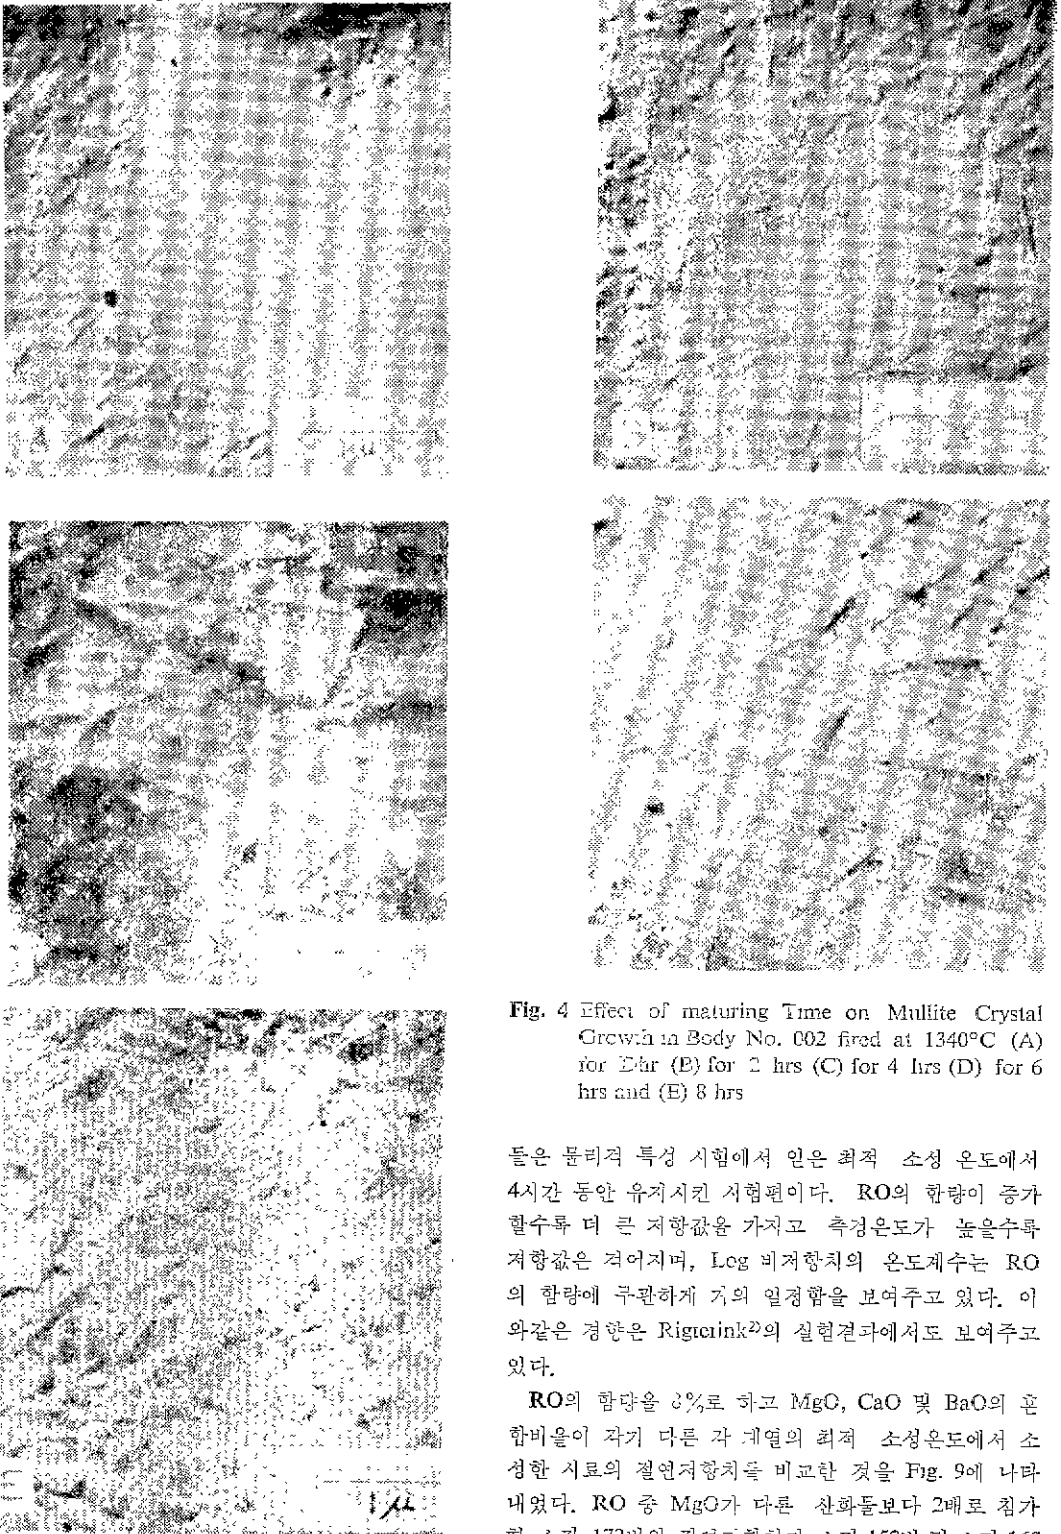 1 μ
Fig. 4 Effect of maturing Time on Mullite Crystal
Growth in Body No. 002 fired at 1340°C (A)
for hr (B) for 2 hrs (C) for 4 hrs (D) for 6
hrs and (E) 8 hrs
들은 물리적 특성 시험에서 얻은 최적 소성 온도에서
4시간 동안 유지시킨 시험편이다. RO의 함량이 증가
할수록 더 큰 저항값을 가지고 측정온도가 높을수록
저항값은 적어지며, Log 비저항치의 온도계수는 RO
의 함량에 무관하게 거의 일정함을 보여주고 있다. 이
와같은 경향은 Rigterink²⁾의 실험결과에서도 보여주고
있다.
RO의 함량을 8%로 하고 MgO, CaO 및 BaO의 혼
합비율이 각기 다른 각 계열의 최적 소성온도에서 소
성한 시료의 절연저항치를 비교한 것을 Fig. 9에 나타
내었다. RO 중 MgO가 다른 산화물보다 2배로 첨가